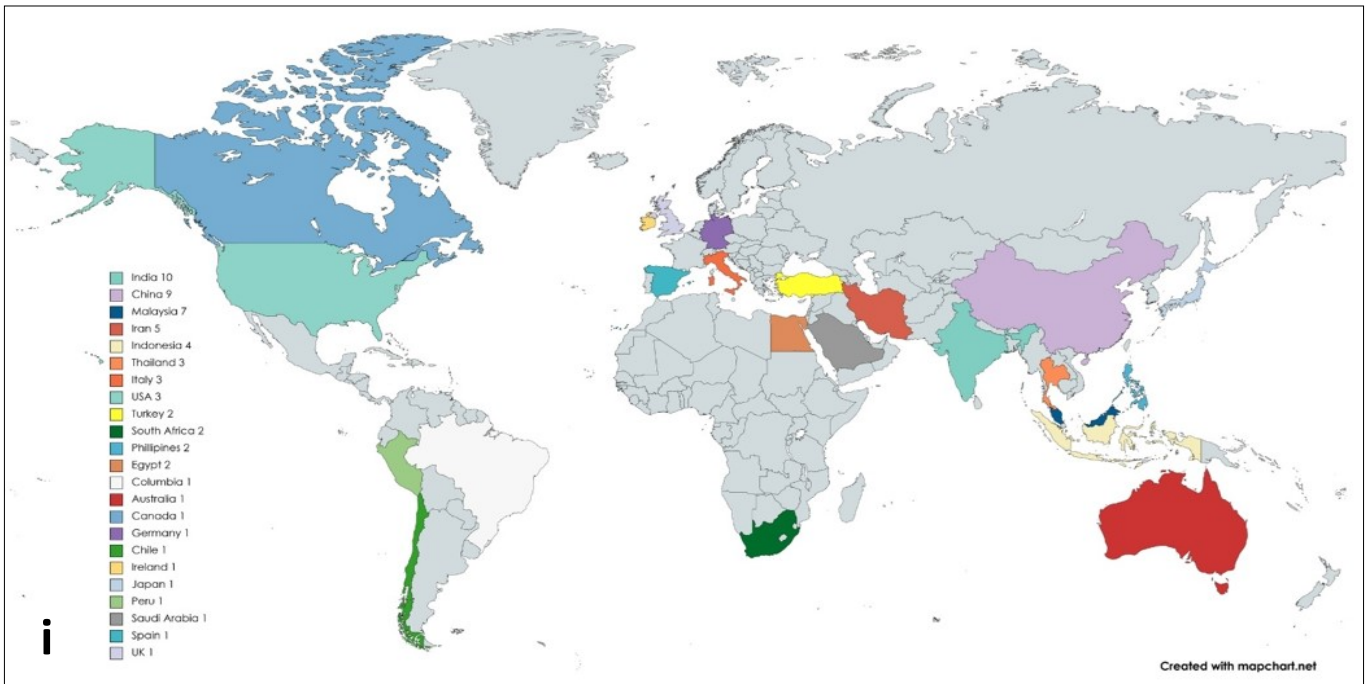 India 10
China 9
Malaysia 7
Iran 5
Indonesia 4
Thailand 3
Italy 3
USA 3
Turkey 2
South Africa 2
Phillipines 2
Egypt 2
Columbia 1
Australia 1
Canada 1
Germany 1
Chile 1
Ireland 1
Japan 1
Peru 1
Saudi Arabia 1
Spain 1
UK 1
i
Created with mapchart.net